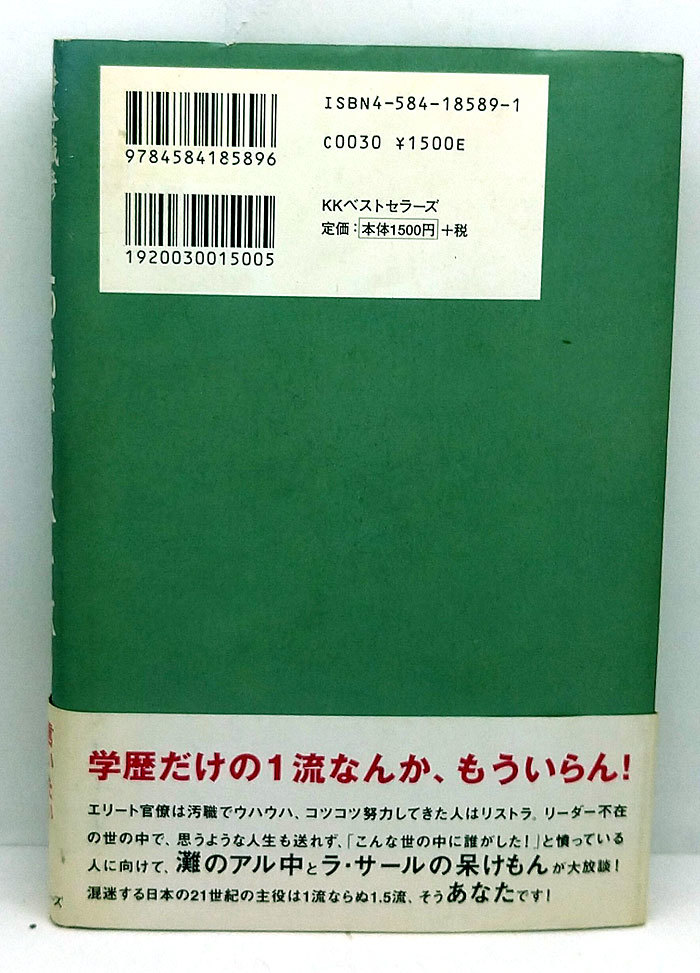 ISBN4-584-18589-1
9784584185896
C0030 ¥1500E
KKベストセラーズ
定価：本体1500円+税
1920030015005
学歴だけの1流なんか、もういらん!
エリート官僚は汚職でウハウハ、コツコツ努力してきた人はリストラ。リーダー不在
の世の中で、思うような人生も送れず、「こんな世の中に誰がした!」と憤っている
人に向けて、灘のアル中とラ・サールの呆けもんが大放談!
混迷する日本の21世紀の主役は1流ならぬ1.5流、そうあなたです!